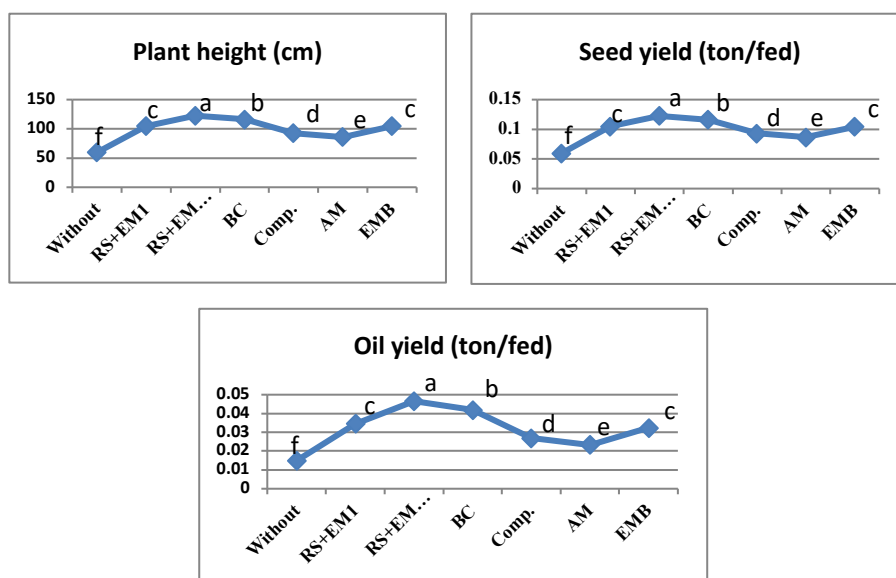 Plant height (cm)
150
100
50
0
f
c
a
b
d
e
c
Without
RS+EM1
RS+EM…
BC
Comp.
AM
EMB
Seed yield (ton/fed)
0.15
0.1
0.05
0
f
c
a
b
d
e
c
Without
RS+EM1
RS+EM…
BC
Comp.
AM
EMB
Oil yield (ton/fed)
0.05
0.04
0.03
0.02
0.01
0
f
c
a
b
d
e
c
Without
RS+EM1
RS+EM…
BC
Comp.
AM
EMB